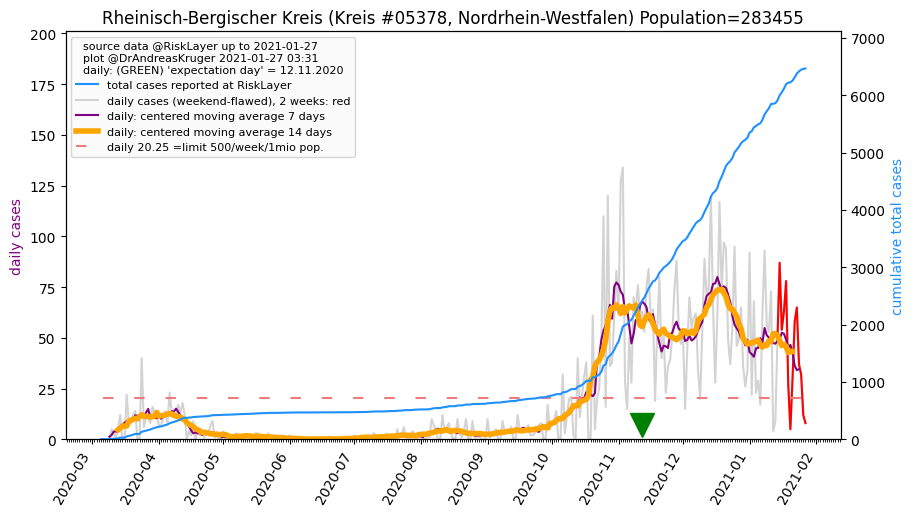 Rheinisch-Bergischer Kreis (Kreis #05378, Nordrhein-Westfalen) Population=283455
source data @RiskLayer up to 2021-01-27
plot @DrAndreasKruger 2021-01-27 03:31
daily: (GREEN) 'expectation day' = 12.11.2020
total cases reported at RiskLayer
daily cases (weekend-flawed), 2 weeks: red
daily: centered moving average 7 days
daily: centered moving average 14 days
daily 20.25 =limit 500/week/1mio pop.
daily cases
200
175
150
125
100
75
50
25
0
7000
6000
5000
4000
3000
2000
1000
0
cumulative total cases
2020-03
2020-04
2020-05
2020-06
2020-07
2020-08
2020-09
2020-10
2020-11
2020-12
2021-01
2021-02